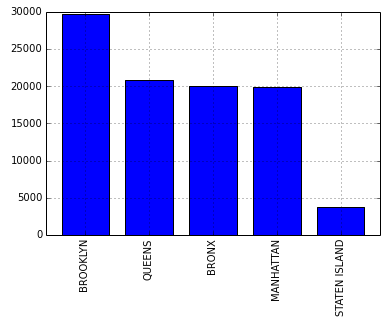 30000
25000
20000
15000
10000
5000
0
BROOKLYN
QUEENS
BRONX
MANHATTAN
STATEN ISLAND